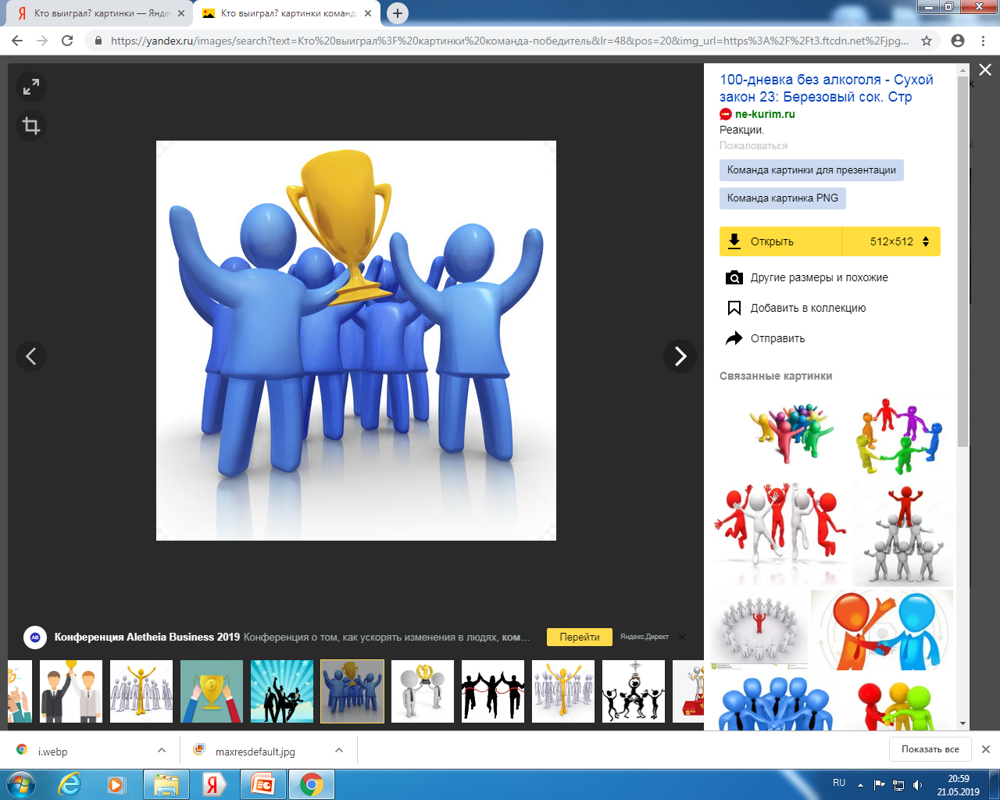 Кто выиграл? картинки — Яндек
Кто выиграл? картинки команда
https://yandex.ru/images/search?text=Кто%20выиграл%3F%20картинки%20команда-победитель&lr=48&pos=20&img_url=https%3A%2F%2Ft3.ftcdn.net%2Fjpg...
100-дневка без алкоголя - Сухой
закон 23: Березовый сок. Стр
ne-kurim.ru
Реакции.
Пожаловаться
Команда картинки для презентации
Команда картинка PNG
Открыть 512×512
Другие размеры и похожие
Добавить в коллекцию
Отправить
Связанные картинки
AB Конференция Aletheia Business 2019 Конференция о том, как ускорять изменения в людях, ком... Перейти Яндекс.Директ
i.webp
maxresdefault.jpg
Показать все
RU
20:59
21.05.2019